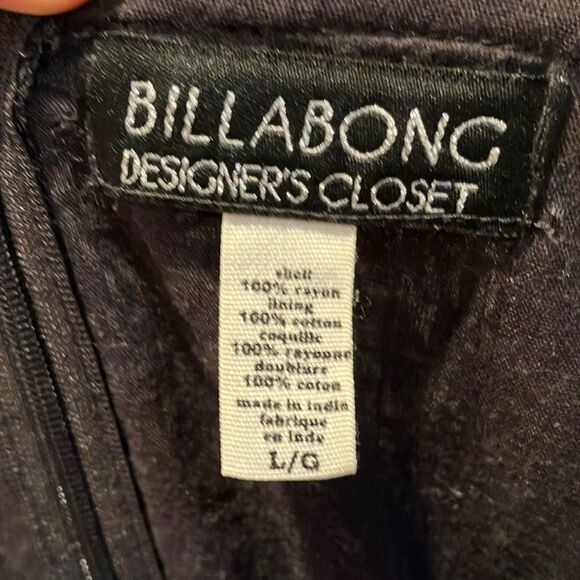 BILLABONG
DESIGNER'S CLOSET
shell
100% rayon
lining
100% cotton
coquille
100% rayonne
doublure
100% coton
made in india
fabrique
en inde
L/G